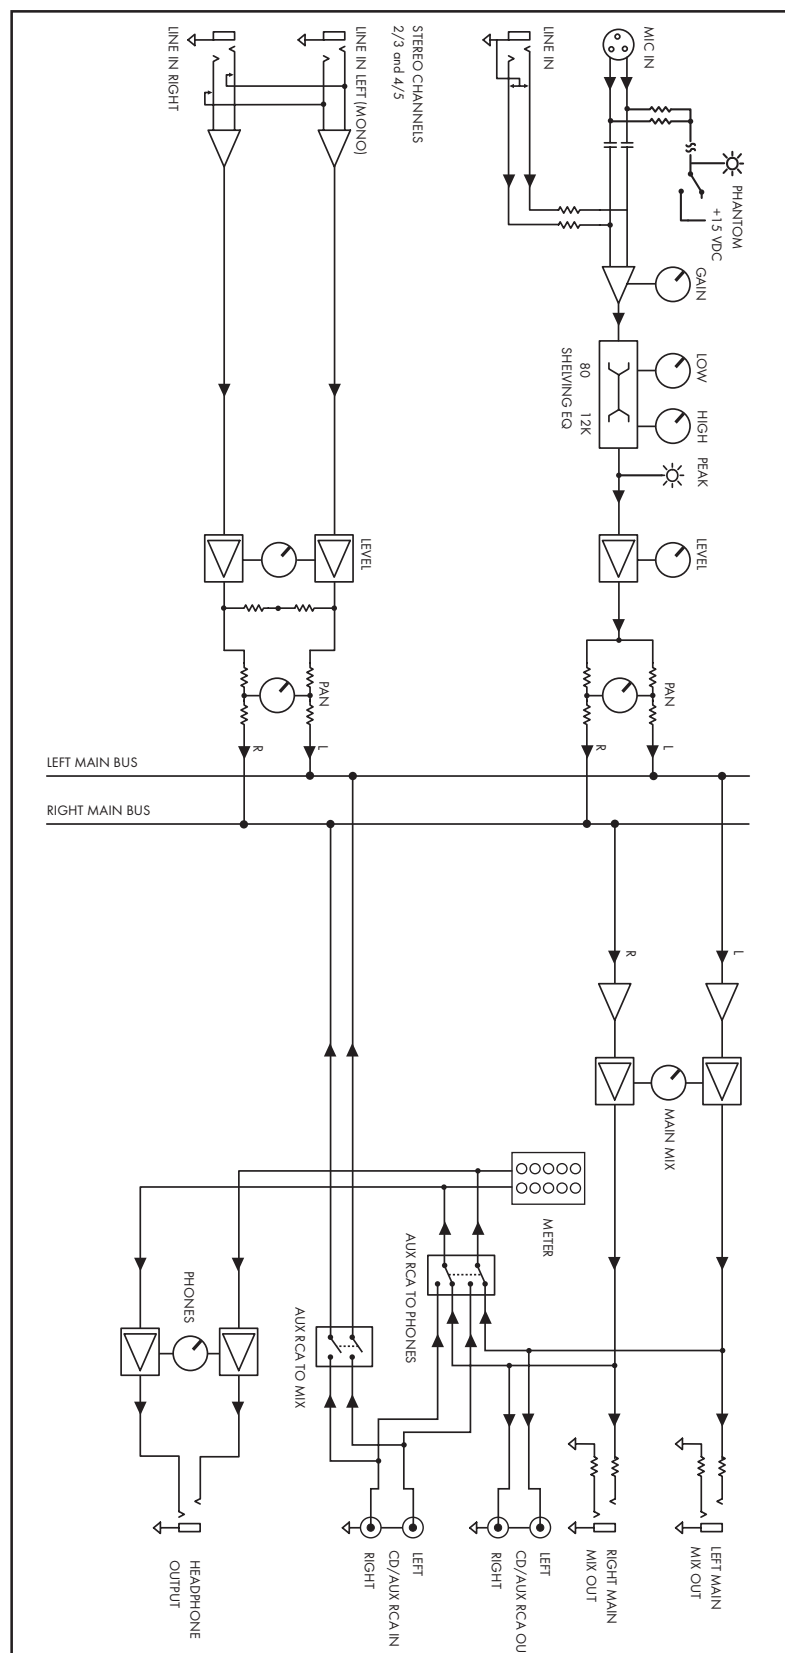 MIC IN
PHANTOM
+15 VDC
LINE IN
GAIN
LOW
HIGH
80 12K
SHELVING EQ
PEAK
LEVEL
PAN
L
R
STEREO CHANNELS
2/3 and 4/5
LINE IN LEFT (MONO)
LINE IN RIGHT
LEVEL
PAN
L
R
LEFT MAIN BUS
RIGHT MAIN BUS
L
R
MAIN MIX
METER
AUX RCA TO PHONES
AUX RCA TO MIX
PHONES
LEFT MAIN
MIX OUT
RIGHT MAIN
MIX OUT
LEFT
CD/AUX RCA OU
RIGHT
LEFT
CD/AUX RCA IN
RIGHT
HEADPHONE
OUTPUT